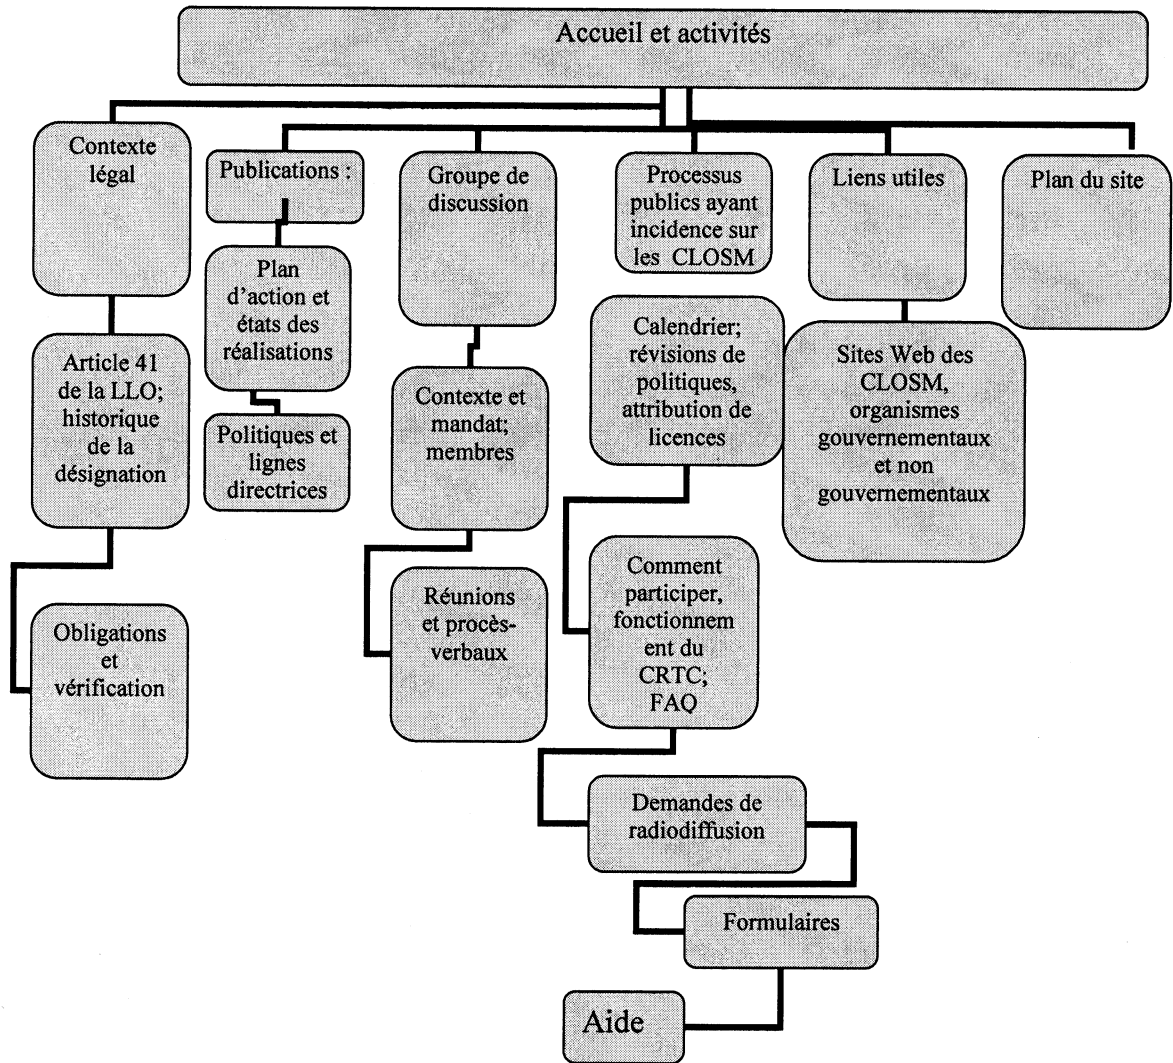 Accueil et activités
Contexte
légal
Publications :
Groupe de
discussion
Processus
publics ayant
incidence sur
les CLOSM
Liens utiles
Plan du site
Plan
d’action et
états des
réalisations
Article 41
de la LLO;
historique
de la
désignation
Politiques et
lignes
directrices
Contexte et
mandat;
membres
Calendrier;
révisions de
politiques,
attribution de
licences
Sites Web des
CLOSM,
organismes
gouvernementaux
et non
gouvernementaux
Obligations
et
vérification
Réunions
et procès-
verbaux
Comment
participer,
fonctionnem
ent du
CRTC;
FAQ
Demandes de
radiodiffusion
Formulaires
Aide